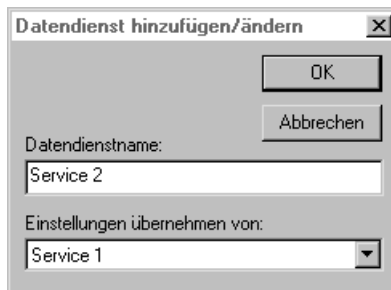 Datendienst hinzufügen/ändern
OK
Abbrechen
Datendienstname:
Service 2
Einstellungen übernehmen von:
Service 1